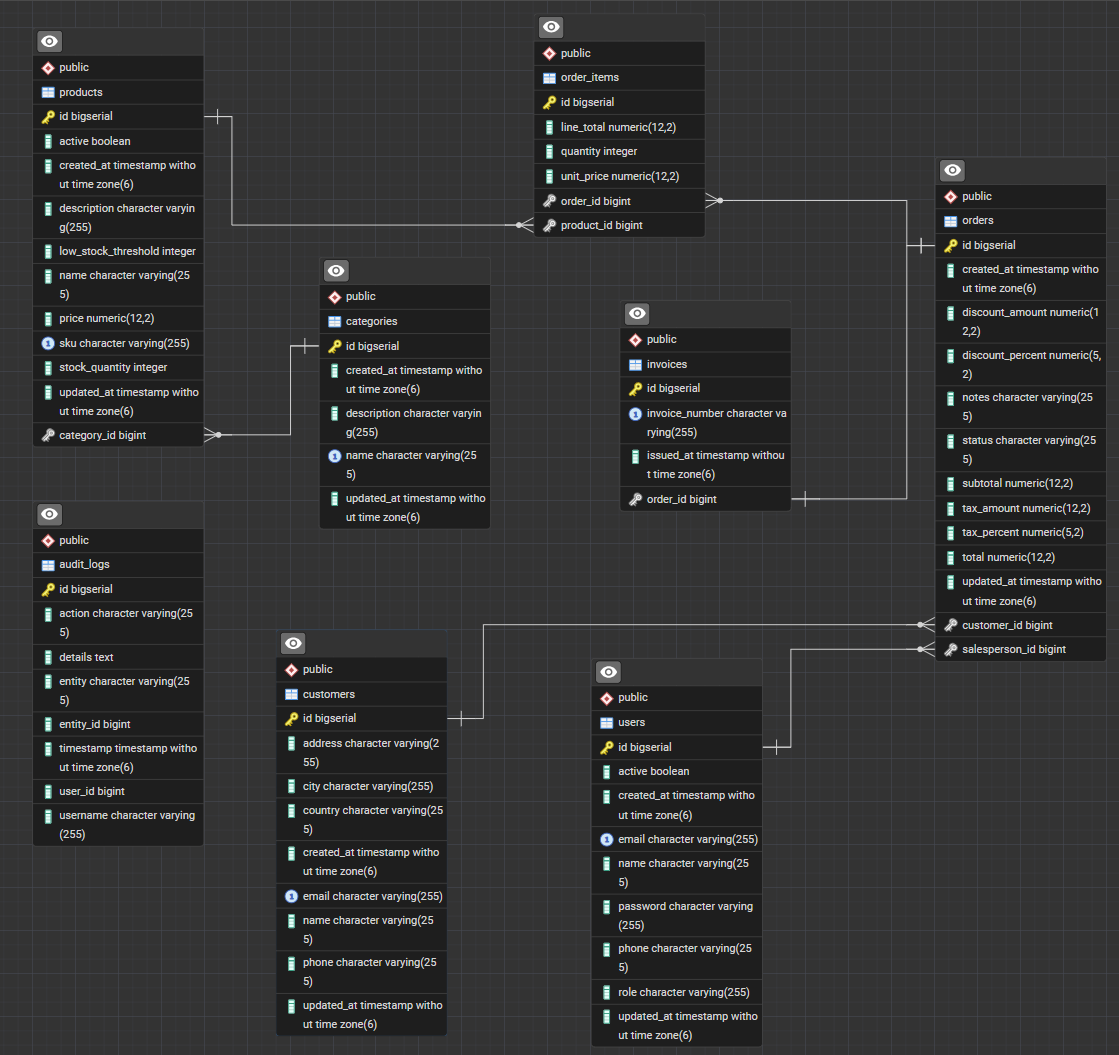 public
products
id bigserial
active boolean
created_at timestamp witho
ut time zone(6)
description character varyin
g(255)
low_stock_threshold integer
name character varying(25
5)
price numeric(12,2)
sku character varying(255)
stock_quantity integer
updated_at timestamp witho
ut time zone(6)
category_id bigint
public
order_items
id bigserial
line_total numeric(12,2)
quantity integer
unit_price numeric(12,2)
order_id bigint
product_id bigint
public
categories
id bigserial
created_at timestamp witho
ut time zone(6)
description character varyin
g(255)
name character varying(25
5)
updated_at timestamp witho
ut time zone(6)
public
invoices
id bigserial
invoice_number character va
rying(255)
issued_at timestamp withou
t time zone(6)
order_id bigint
public
orders
id bigserial
created_at timestamp witho
ut time zone(6)
discount_amount numeric(1
2,2)
discount_percent numeric(5,
2)
notes character varying(25
5)
status character varying(25
5)
subtotal numeric(12,2)
tax_amount numeric(12,2)
tax_percent numeric(5,2)
total numeric(12,2)
updated_at timestamp witho
ut time zone(6)
customer_id bigint
salesperson_id bigint
public
audit_logs
id bigserial
action character varying(25
5)
details text
entity character varying(25
5)
entity_id bigint
timestamp timestamp witho
ut time zone(6)
user_id bigint
username character varying
(255)
public
customers
id bigserial
address character varying(2
55)
city character varying(255)
country character varying(25
5)
created_at timestamp witho
ut time zone(6)
email character varying(255)
name character varying(25
5)
phone character varying(25
5)
updated_at timestamp witho
ut time zone(6)
public
users
id bigserial
active boolean
created_at timestamp witho
ut time zone(6)
email character varying(255)
name character varying(25
5)
password character varying
(255)
phone character varying(25
5)
role character varying(255)
updated_at timestamp witho
ut time zone(6)